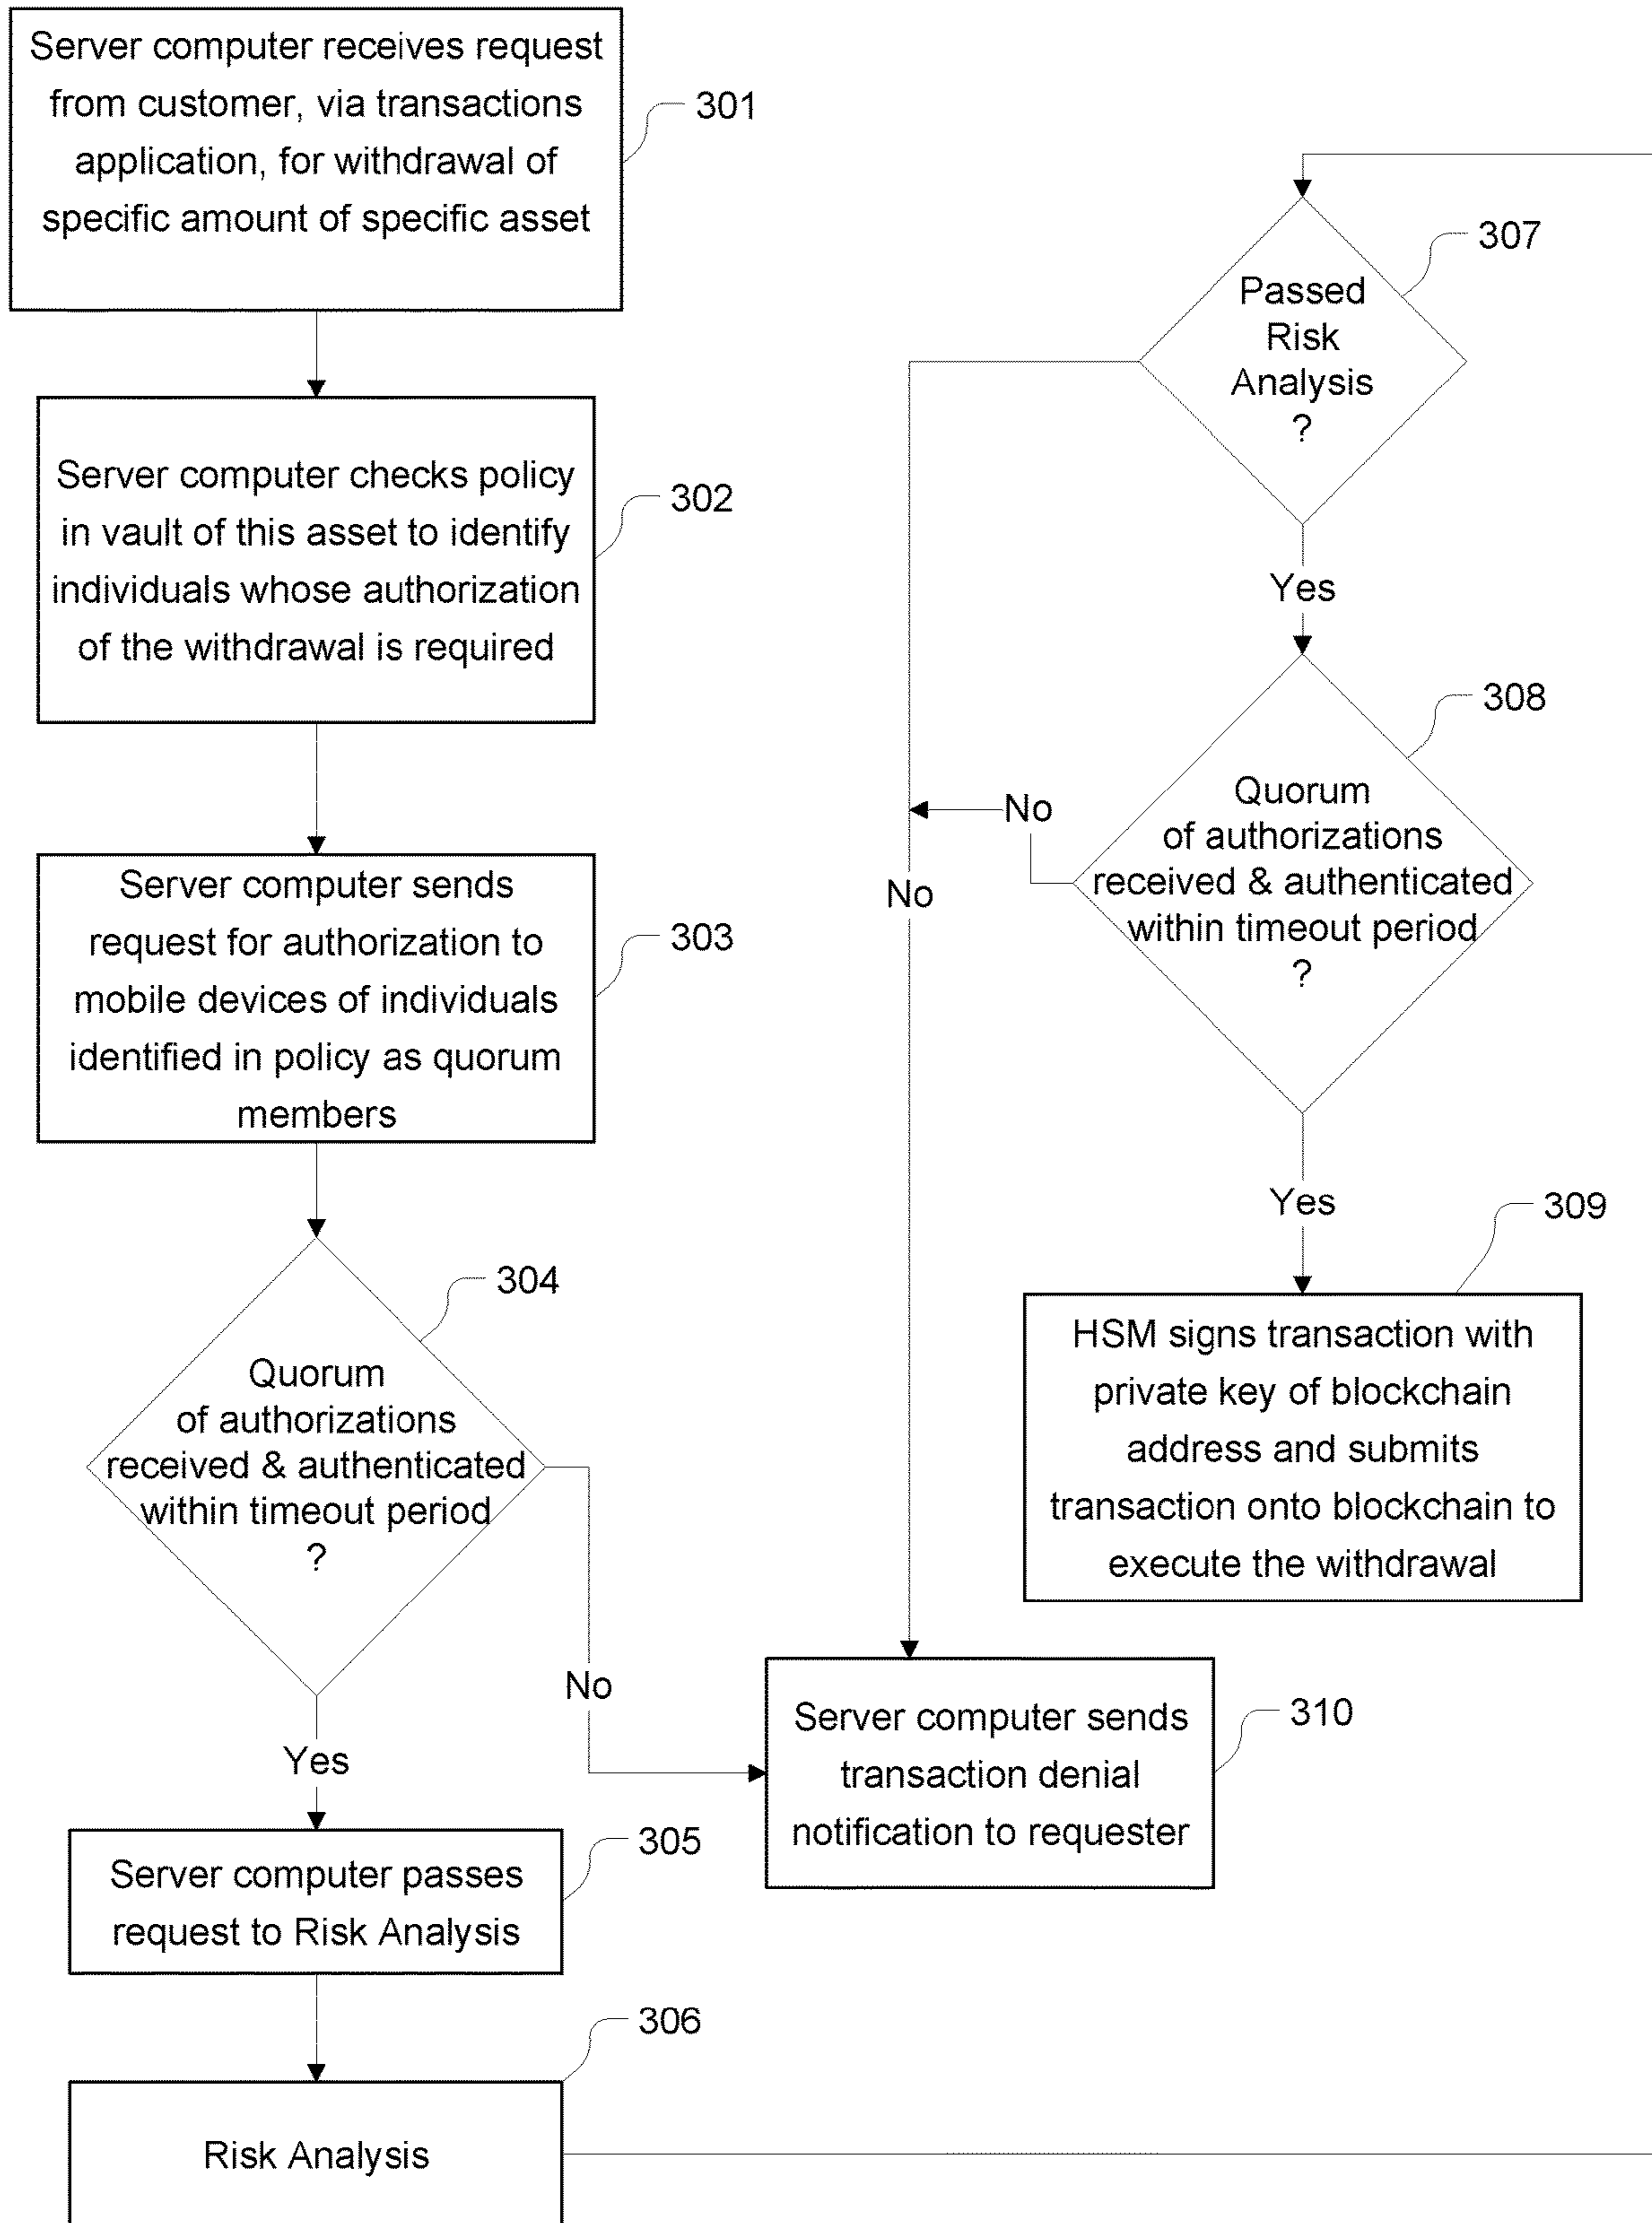 Server computer receives request
from customer, via transactions
application, for withdrawal of
specific amount of specific asset
301
Server computer checks policy
in vault of this asset to identify
individuals whose authorization
of the withdrawal is required
302
Server computer sends
request for authorization to
mobile devices of individuals
identified in policy as quorum
members
303
304
Quorum
of authorizations
received & authenticated
within timeout period
?
No
Yes
Server computer passes
request to Risk Analysis
305
306
Risk Analysis
307
Passed
Risk
Analysis
?
No
Yes
308
Quorum
of authorizations
received & authenticated
within timeout period
?
No
Yes
309
HSM signs transaction with
private key of blockchain
address and submits
transaction onto blockchain to
execute the withdrawal
Server computer sends
transaction denial
notification to requester
310